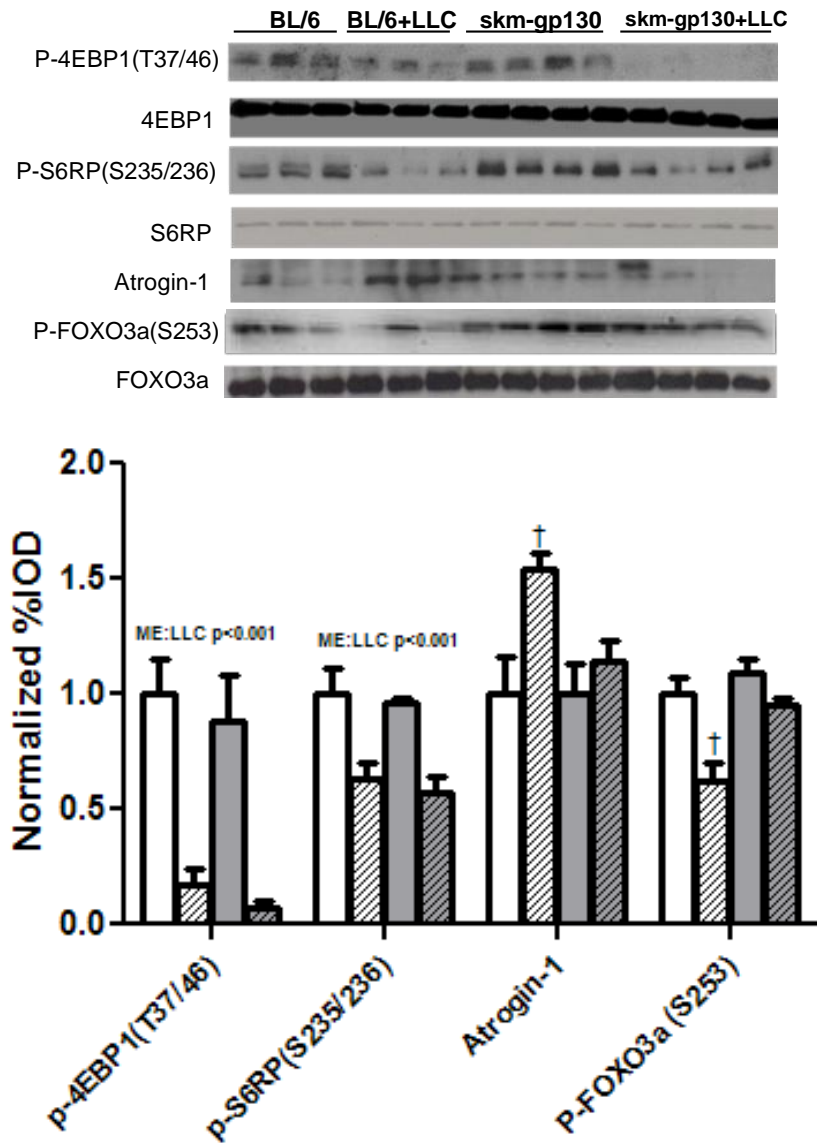 BL/6 BL/6+LLC skm-gp130 skm-gp130+LLC
P-4EBP1(T37/46)
4EBP1
P-S6RP(S235/236)
S6RP
Atrogin-1
P-FOXO3a(S253)
FOXO3a
Normalized %IOD
2.0
1.5
1.0
0.5
0.0
ME:LLC p<0.001
ME:LLC p<0.001
†
†
p-4EBP1(T37/46)
p-S6RP(S235/236)
Atrogin-1
P-FOXO3a (S253)